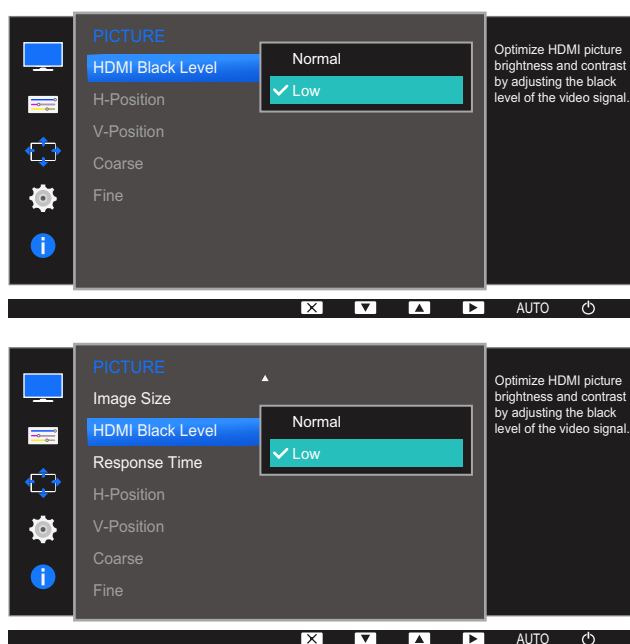 PICTURE
HDMI Black Level
H-Position
V-Position
Coarse
Fine
Normal
Low
Optimize HDMI picture
brightness and contrast
by adjusting the black
level of the video signal.
AUTO
PICTURE
Image Size
HDMI Black Level
Response Time
H-Position
V-Position
Coarse
Fine
Normal
Low
Optimize HDMI picture
brightness and contrast
by adjusting the black
level of the video signal.
AUTO